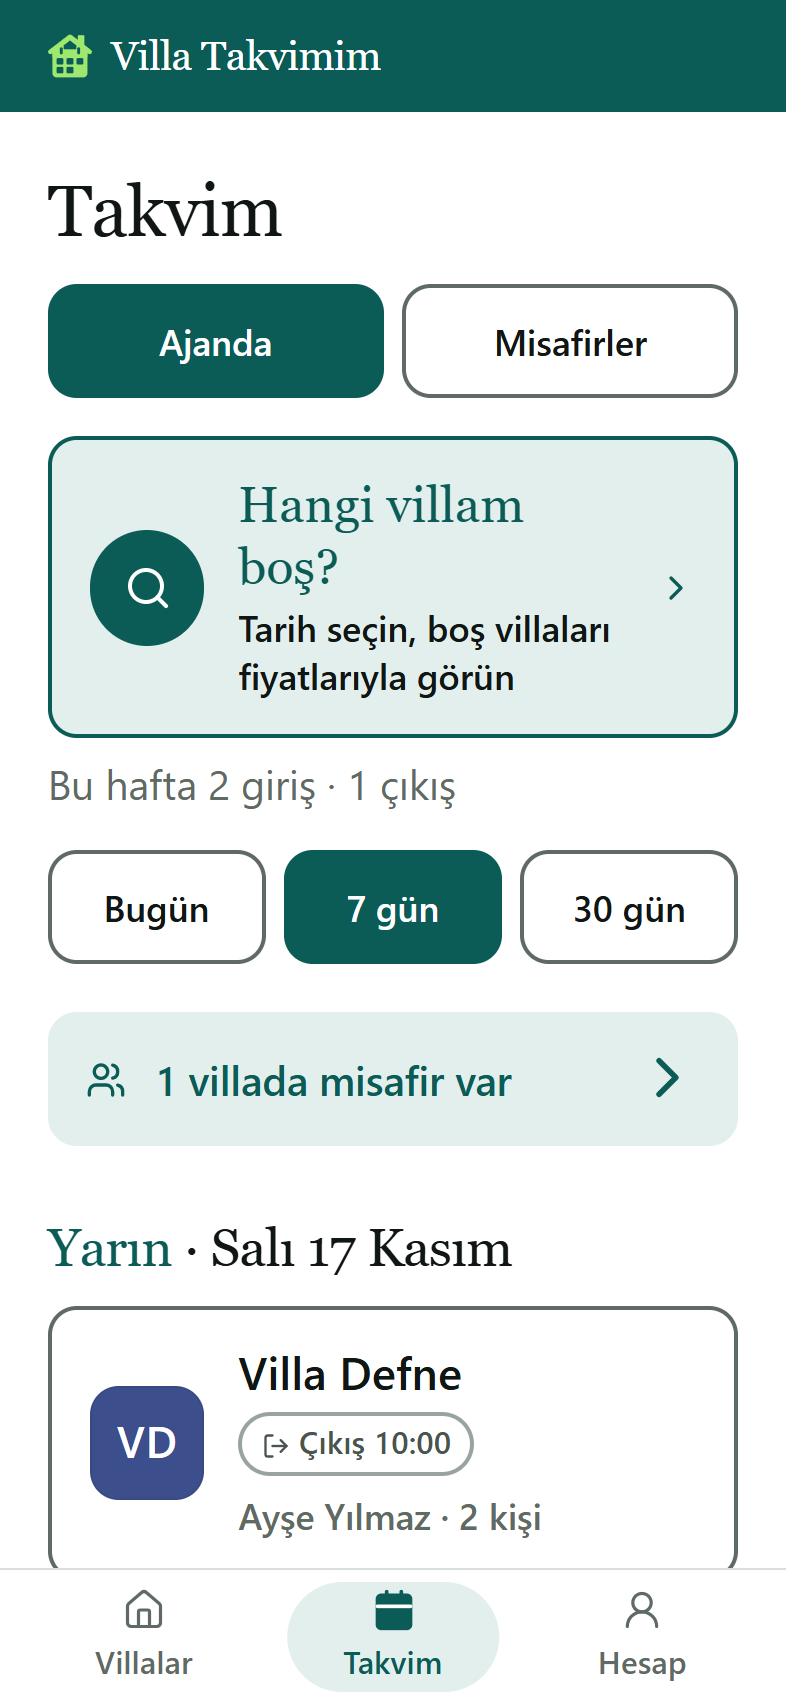 Villa Takvimim
Takvim
Ajanda
Misafirler
Hangi villam
boş?
Tarih seçin, boş villaları
fiyatlarıyla görün
Bu hafta 2 giriş · 1 çıkış
Bugün
7 gün
30 gün
1 villada misafir var
Yarın · Salı 17 Kasım
VD
Villa Defne
Çıkış 10:00
Ayşe Yılmaz · 2 kişi
Villalar
Takvim
Hesap